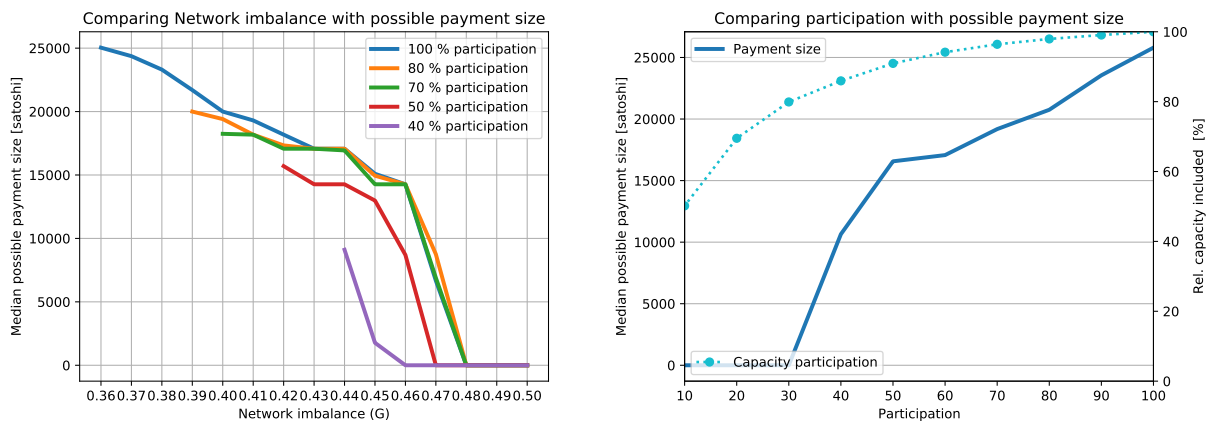 Comparing Network imbalance with possible payment size
Median possible payment size [satoshi]
25000
20000
15000
10000
5000
0
100 % participation
80 % participation
70 % participation
50 % participation
40 % participation
0.36 0.37 0.38 0.39 0.40 0.41 0.42 0.43 0.44 0.45 0.46 0.47 0.48 0.49 0.50
Network imbalance (G)
Comparing participation with possible payment size
Median possible payment size [satoshi]
25000
20000
15000
10000
5000
0
Payment size
Capacity participation
100
80
60
40
20
0
Rel. capacity included [%]
10 20 30 40 50 60 70 80 90 100
Participation